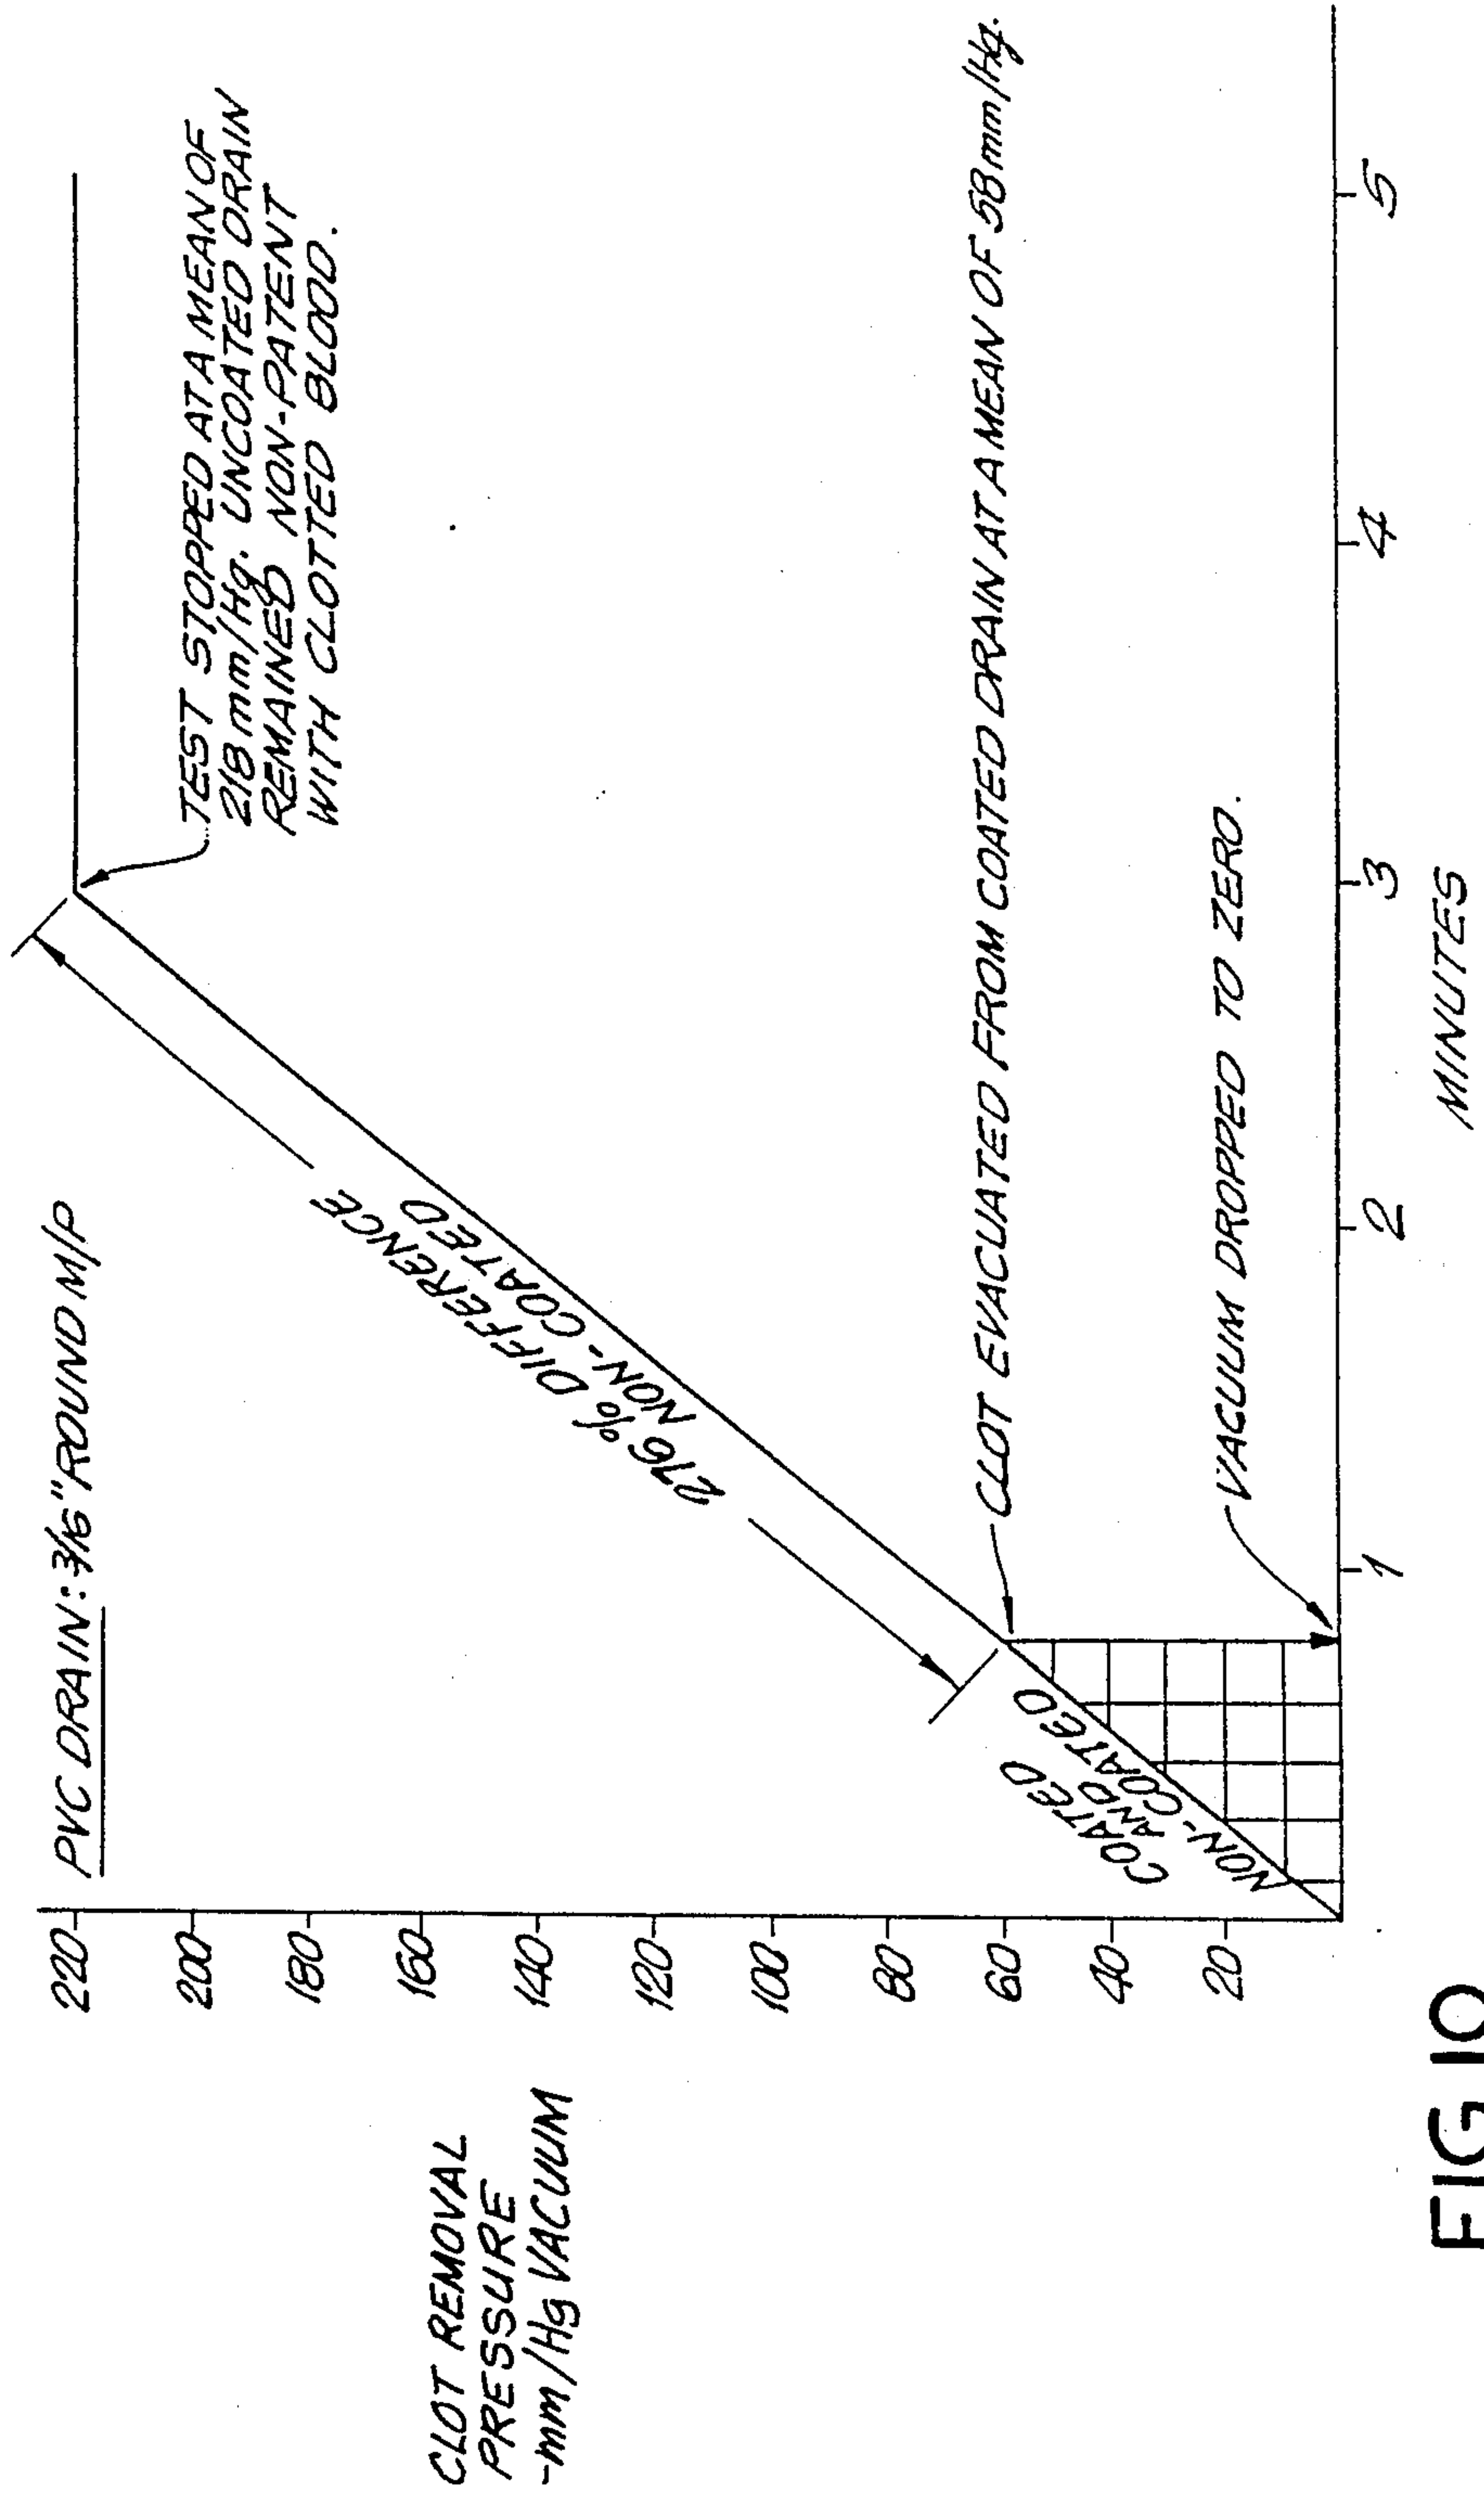 PVC DRAIN: 3/16" ROUND M/P
220
200
180
160
140
120
100
80
60
40
20
CLOT REMOVAL
PRESSURE
-mm/Hg VACUUM
TEST STOPPED AT A MEAN OF
218 mm/Hg. UNCOATED DRAIN
REMAINED NON-PATENT
WITH CLOTTED BLOOD.
276 % DIFFERENCE
NON-COATED
COATED
AND
NON-COATED
CLOT EVACUATED FROM COATED DRAIN AT A MEAN OF 58 mm/Hg.
VACUUM DROPPED TO ZERO.
1
2
3
4
5
MINUTES
FIG 10